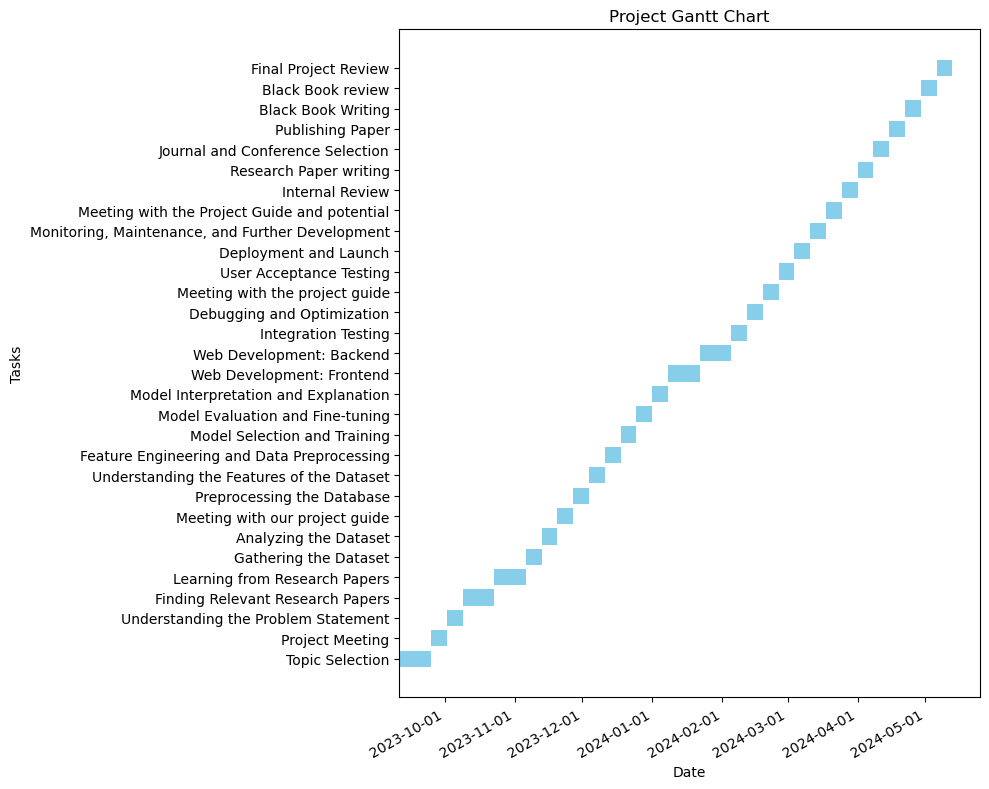 Project Gantt Chart
Final Project Review
Black Book review
Black Book Writing
Publishing Paper
Journal and Conference Selection
Research Paper writing
Internal Review
Meeting with the Project Guide and potential
Monitoring, Maintenance, and Further Development
Deployment and Launch
User Acceptance Testing
Meeting with the project guide
Debugging and Optimization
Integration Testing
Web Development: Backend
Web Development: Frontend
Model Interpretation and Explanation
Model Evaluation and Fine-tuning
Model Selection and Training
Feature Engineering and Data Preprocessing
Understanding the Features of the Dataset
Preprocessing the Database
Meeting with our project guide
Analyzing the Dataset
Gathering the Dataset
Learning from Research Papers
Finding Relevant Research Papers
Understanding the Problem Statement
Project Meeting
Topic Selection
Tasks
2023-10-01
2023-11-01
2023-12-01
2024-01-01
2024-02-01
2024-03-01
2024-04-01
2024-05-01
Date